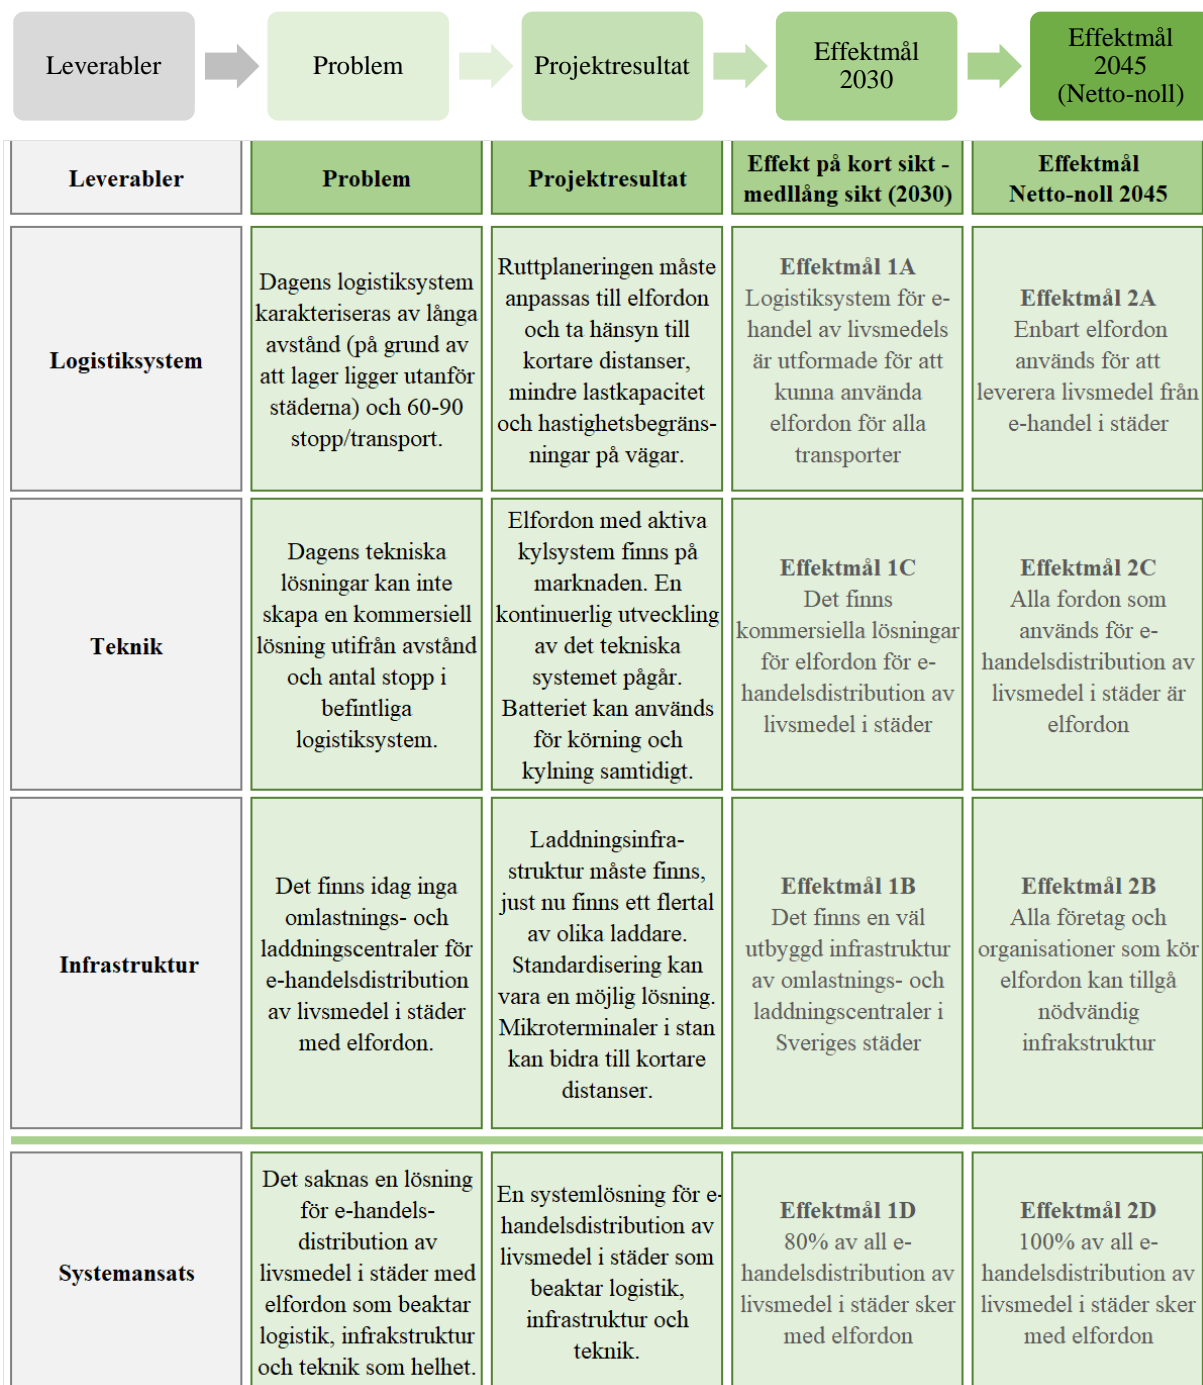 Leverabler
Problem
Projektresultat
Effektmål
2030
Effektmål
2045
(Netto-noll)
Leverabler
Problem
Projektresultat
Effekt på kort sikt -
medllång sikt (2030)
Effektmål
Netto-noll 2045
Logistiksystem
Dagens logistiksystem
karakteriseras av långa
avstånd (på grund av
att lager ligger utanför
städerna) och 60-90
stopp/transport.
Ruttplaneringen måste
anpassas till elfordon
och ta hänsyn till
kortare distanser,
mindre lastkapacitet
och hastighetsbegräns-
ningar på vägar.
Effektmål 1A
Logistiksystem för e-
handel av livsmedels
är utformade för att
kunna använda
elfordon för alla
transporter
Effektmål 2A
Enbart elfordon
används för att
leverera livsmedel från
e-handel i städer
Teknik
Dagens tekniska
lösningar kan inte
skapa en kommersiell
lösning utifrån avstånd
och antal stopp i
befintliga
logistiksystem.
Elfordon med aktiva
kylsystem finns på
marknaden. En
kontinuerlig utveckling
av det tekniska
systemet pågår.
Batteriet kan används
för körning och
kylning samtidigt.
Effektmål 1C
Det finns
kommersiella lösningar
för elfordon för e-
handelsdistribution av
livsmedel i städer
Effektmål 2C
Alla fordon som
används för e-
handelsdistribution av
livsmedel i städer är
elfordon
Infrastruktur
Det finns idag inga
omlastnings- och
laddningscentraler för
e-handelsdistribution
av livsmedel i städer
med elfordon.
Laddningsinfra-
struktur måste finns,
just nu finns ett flertal
av olika laddare.
Standardisering kan
vara en möjlig lösning.
Mikroterminaler i stan
kan bidra till kortare
distanser.
Effektmål 1B
Det finns en väl
utbyggd infrastruktur
av omlastnings- och
laddningscentraler i
Sveriges städer
Effektmål 2B
Alla företag och
organisationer som kör
elfordon kan tillgå
nödvändig
infrakstruktur
Systemansats
Det saknas en lösning
för e-handels-
distribution av
livsmedel i städer med
elfordon som beaktar
logistik, infrakstruktur
och teknik som helhet.
En systemlösning för e-
handelsdistribution av
livsmedel i städer som
beaktar logistik,
infrastruktur och
teknik.
Effektmål 1D
80% av all e-
handelsdistribution av
livsmedel i städer sker
med elfordon
Effektmål 2D
100% av all e-
handelsdistribution av
livsmedel i städer sker
med elfordon